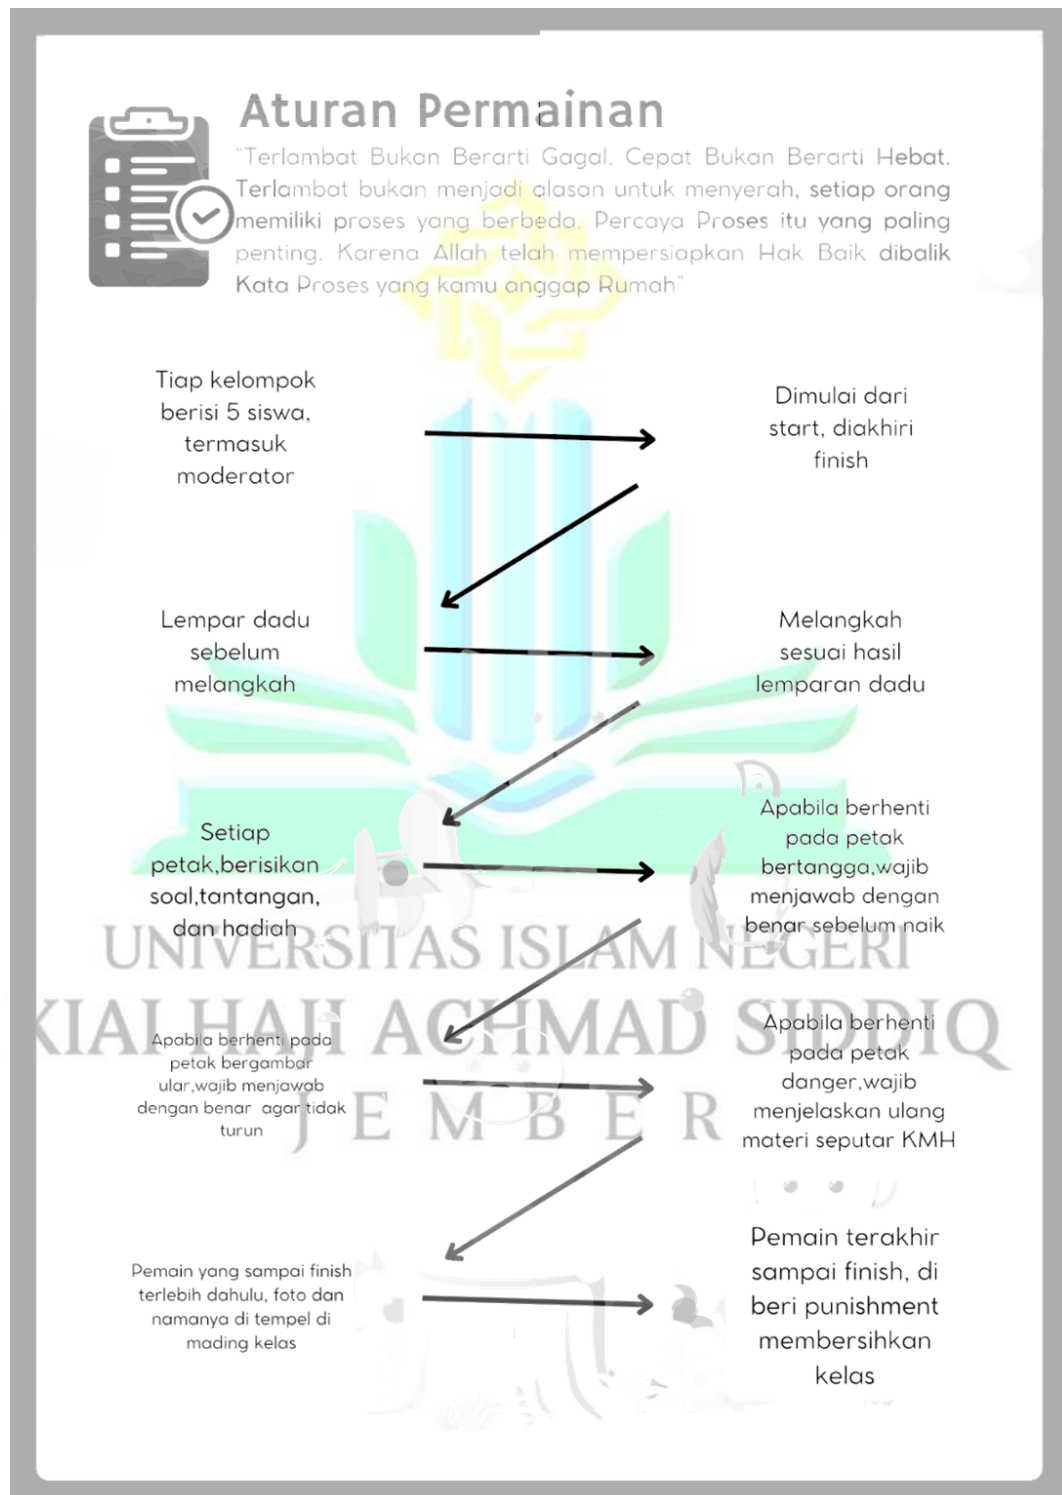 Aturan Permainan
"Terlambat Bukan Berarti Gagal, Cepat Bukan Berarti Hebat.
Terlambat bukan menjadi alasan untuk menyerah, setiap orang
memiliki proses yang berbeda. Percaya Proses itu yang paling
penting. Karena Allah telah mempersiapkan Hak Baik dibalik
Kata Proses yang kamu anggap Rumah"
Tiap kelompok
berisi 5 siswa,
termasuk
moderator
Dimulai dari
start, diakhiri
finish
Lempar dadu
sebelum
melangkah
Melangkah
sesuai hasil
lemparan dadu
Setiap
petak,berisikan
soal,tantangan,
dan hadiah
Apabila berhenti
pada petak
bertangga,wajib
menjawab dengan
benar sebelum naik
Apabila berhenti pada
petak bergambar
ular,wajib menjawab
dengan benar agar tidak
turun
Apabila berhenti
pada petak
danger,wajib
menjelaskan ulang
materi seputar KMH
Pemain yang sampai finish
terlebih dahulu, foto dan
namanya di tempel di
mading kelas
Pemain terakhir
sampai finish, di
beri punishment
membersihkan
kelas
UNIVERSITAS ISLAM NEGERI
KIAI HAJI ACHMAD SIDDIQ
JEMBER